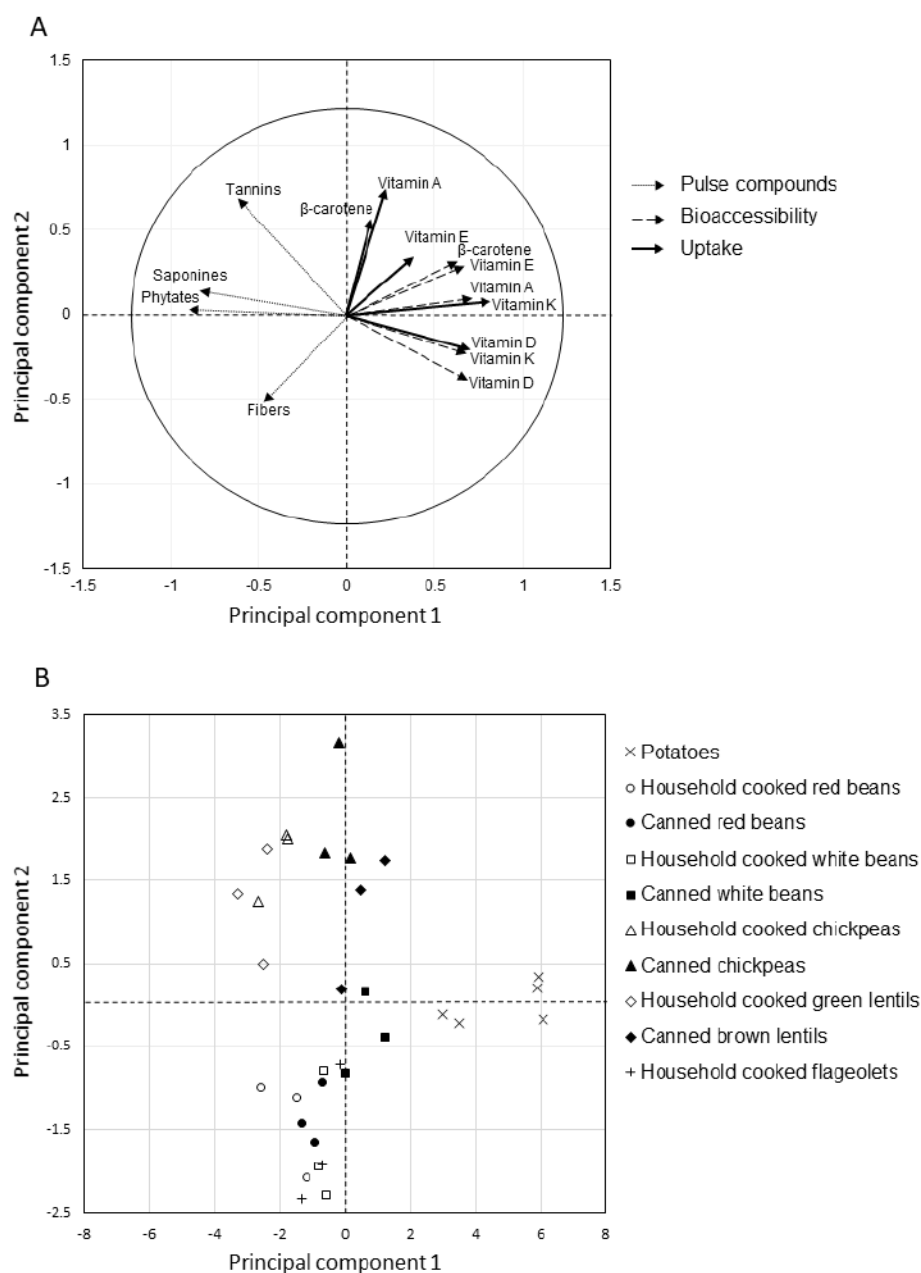 A
1.5
1
0.5
0
-0.5
-1
-1.5
-1.5
-1
-0.5
0
0.5
1
1.5
Principal component 2
Principal component 1
Tannins
Vitamin A
β-carotene
Vitamin E
β-carotene
Vitamin E
Saponines
Vitamin A
Phytates
Vitamin K
Vitamin D
Vitamin K
Vitamin D
Fibers
Pulse compounds
Bioaccessibility
Uptake
B
3.5
2.5
1.5
0.5
-0.5
-1.5
-2.5
-8
-6
-4
-2
0
2
4
6
8
Principal component 2
Principal component 1
Potatoes
Household cooked red beans
Canned red beans
Household cooked white beans
Canned white beans
Household cooked chickpeas
Canned chickpeas
Household cooked green lentils
Canned brown lentils
Household cooked flageolets